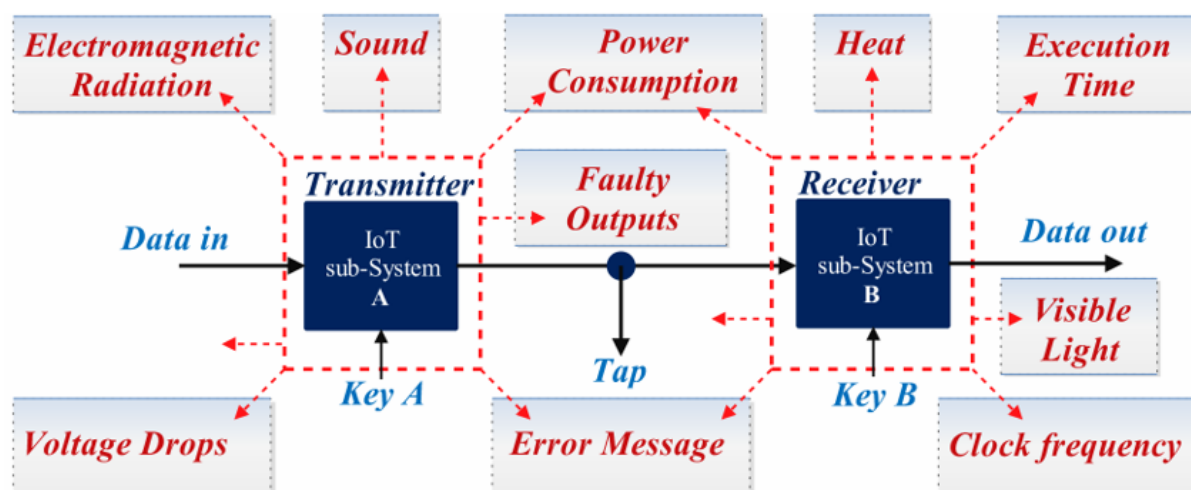 Electromagnetic
Radiation
Sound
Power
Consumption
Heat
Execution
Time
Transmitter
Faulty
Outputs
Receiver
Data in
IoT
sub-System
A
IoT
sub-System
B
Data out
Visible
Light
Tap
Key A
Key B
Voltage Drops
Error Message
Clock frequency